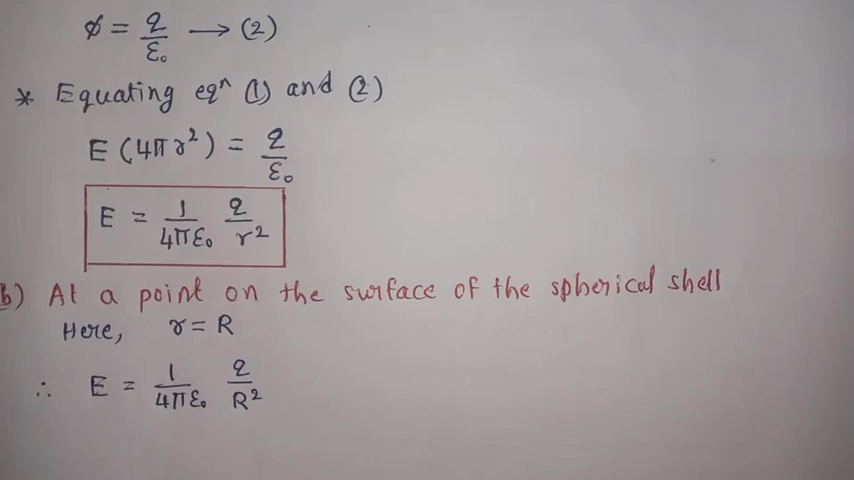 ϕ = q/ε₀ → (2)
* Equating eqⁿ (1) and (2)
E (4πr²) = q/ε₀
E = 1/4πε₀ q/r²
b) At a point on the surface of the spherical shell
Here, r = R
∴ E = 1/4πε₀ q/R²